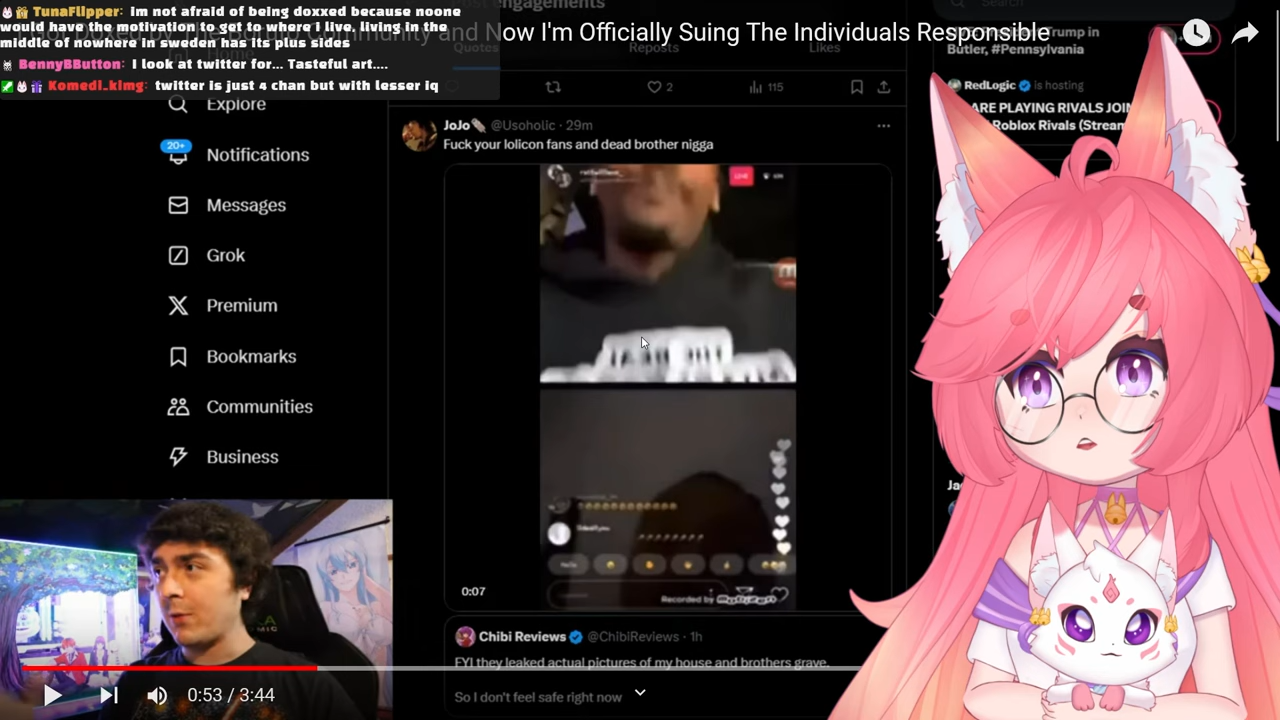 TunaFlipper: im not afraid of being doxxed because noone
would have the motivation to get to where i live. living in the
middle of nowhere in sweden has its plus sides
BennyBButton: I look at twitter for... Tasteful art....
Komedi_kimg: twitter is just 4 chan but with lesser iq
and Now I'm Officially Suing The Individuals Responsible
engagements
Quotes
Reposts
Likes
2
115
Search
Trump in
Butler, #Pennsylvania
RedLogic is hosting
ARE PLAYING RIVALS JOIN
Roblox Rivals (Stream
Explore
20+
Notifications
Messages
Grok
Premium
Bookmarks
Communities
Business
JoJo @Usoholic · 29m
Fuck your lolicon fans and dead brother nigga
LIVE
0:07
Recorded by
Chibi Reviews @ChibiReviews · 1h
FYI they leaked actual pictures of my house and brothers grave.
So I don't feel safe right now
0:53 / 3:44